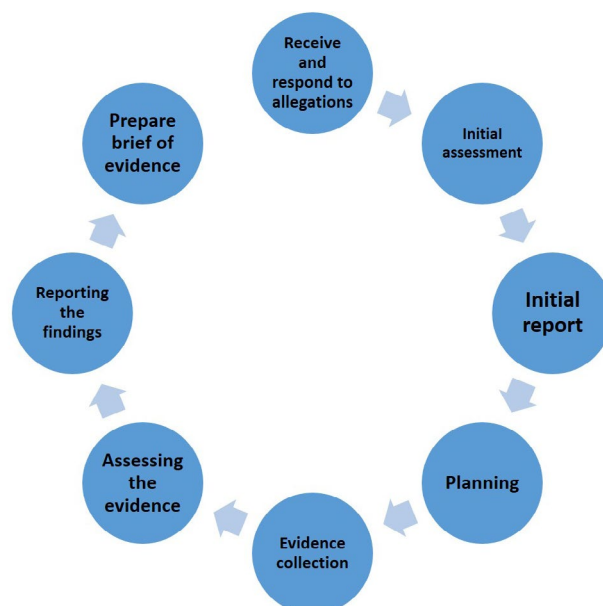 Receive
and
respond to
allegations
Initial
assessment
Initial
report
Planning
Evidence
collection
Assessing
the
evidence
Reporting
the
findings
Prepare
brief of
evidence